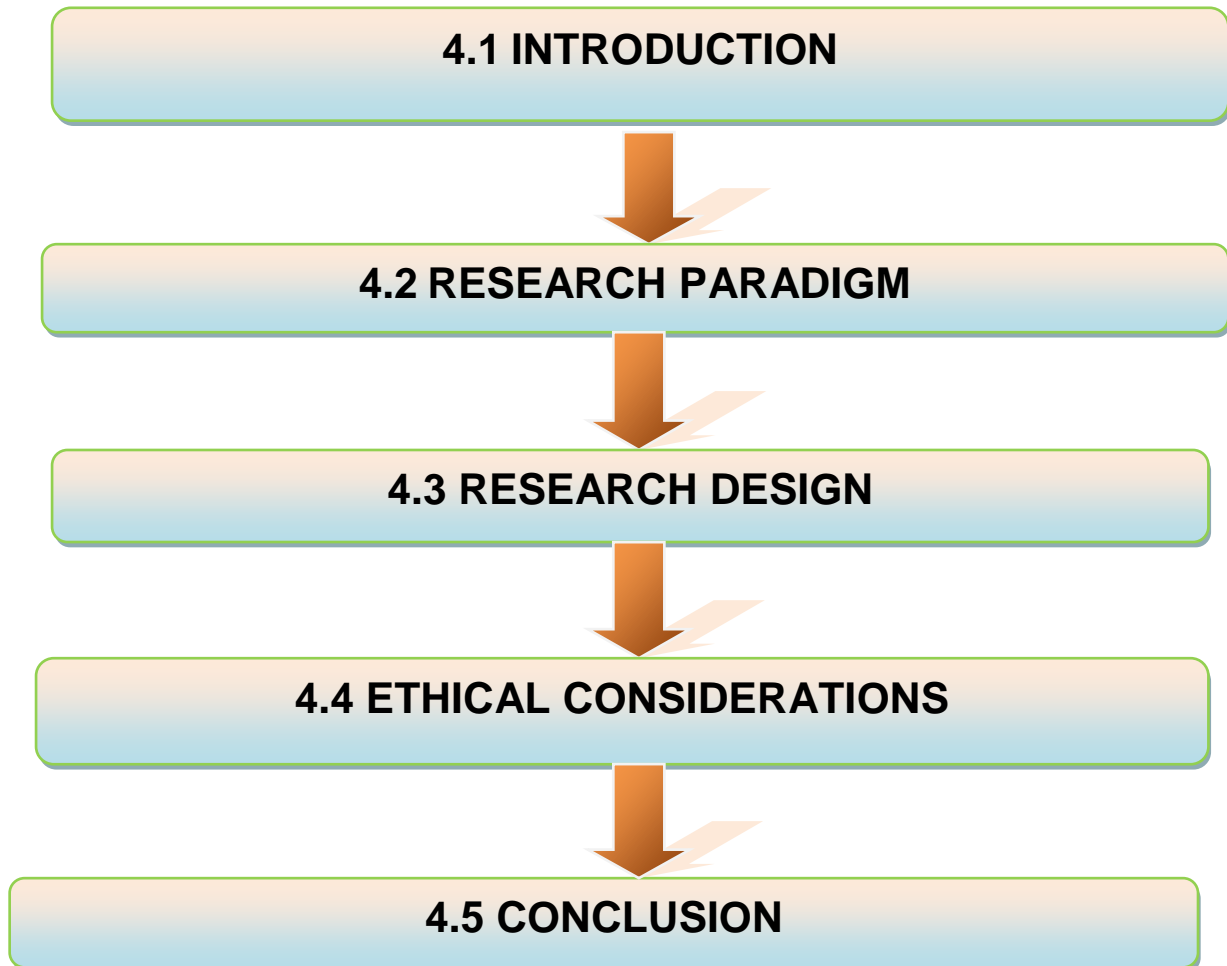 4.1 INTRODUCTION
4.2 RESEARCH PARADIGM
4.3 RESEARCH DESIGN
4.4 ETHICAL CONSIDERATIONS
4.5 CONCLUSION